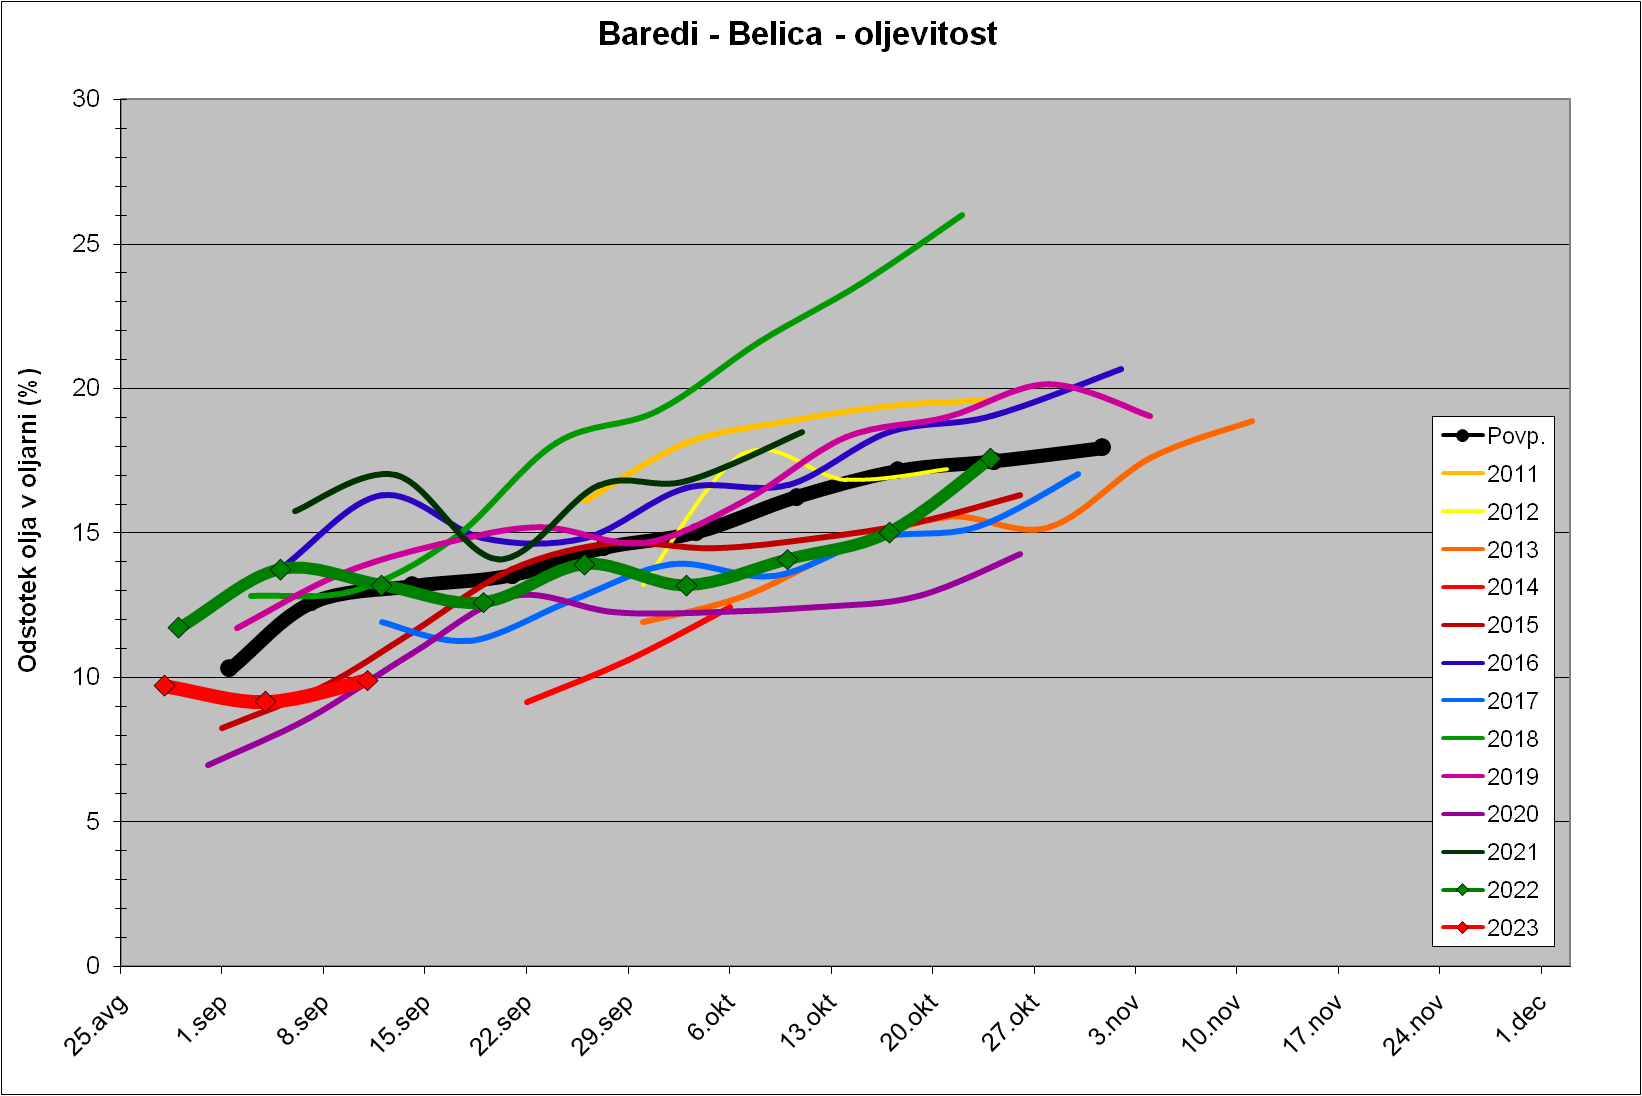 Baredi - Belica - oljevitost
Odstotek olja v oljarni (%)
30
25
20
15
10
5
0
25.avg
1.sep
8.sep
15.sep
22.sep
29.sep
6.okt
13.okt
20.okt
27.okt
3.nov
10.nov
17.nov
24.nov
1.dec
Povp.
2011
2012
2013
2014
2015
2016
2017
2018
2019
2020
2021
2022
2023